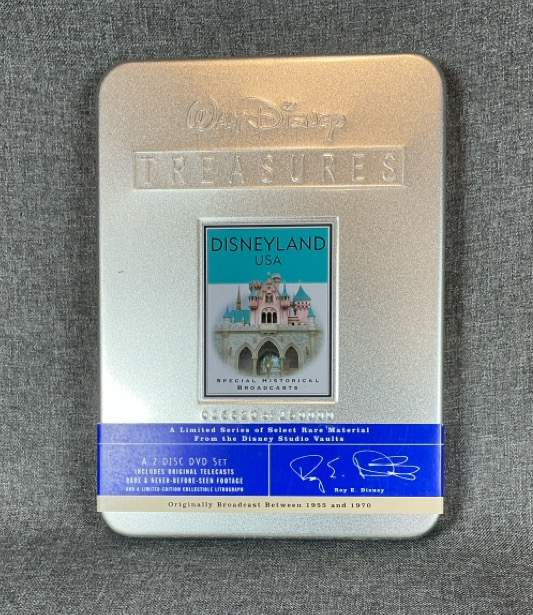 Walt Disney
TREASURES
DISNEYLAND
USA
SPECIAL HISTORICAL
BROADCASTS
A Limited Series of Select Rare Material
From the Disney Studio Vaults
A 2 DISC DVD SET
INCLUDES ORIGINAL TELECASTS
RARE & NEVER-BEFORE-SEEN FOOTAGE
AND A LIMITED-EDITION COLLECTIBLE LITHOGRAPH
Roy E. Disney
Roy E. Disney
Originally Broadcast Between 1955 and 1970